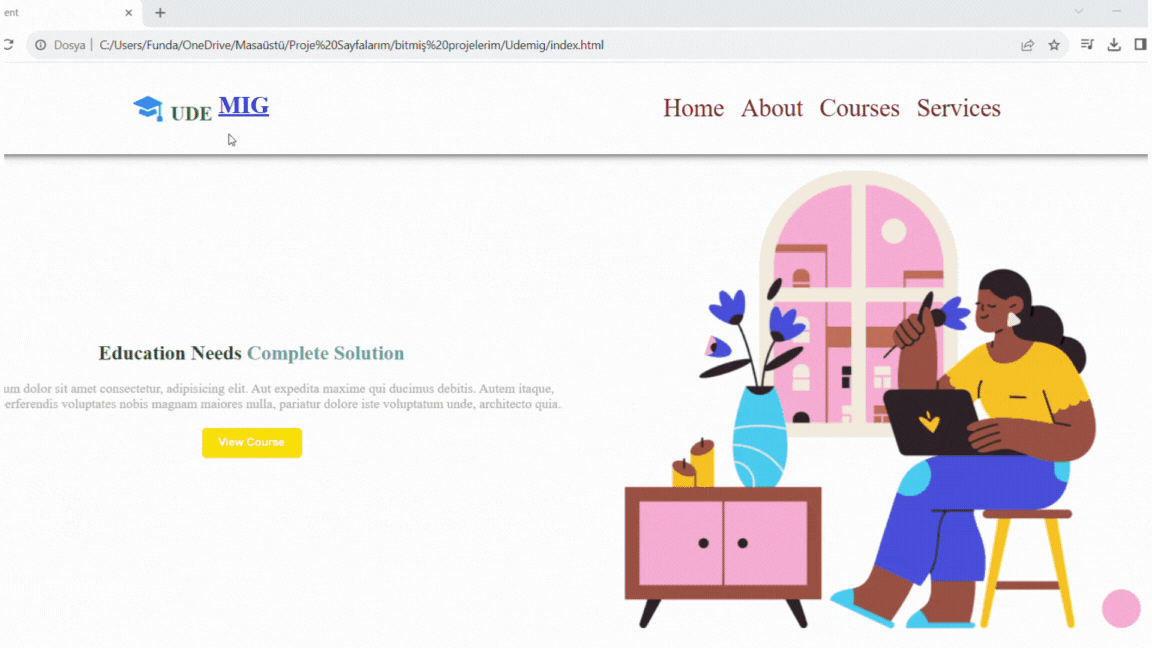 ent
Dosya C:/Users/Funda/OneDrive/Masaüstü/Proje%20Sayfalarım/bitmiş%20projelerim/Udemig/index.html
UDE MIG
Home About Courses Services
Education Needs Complete Solution
um dolor sit amet consectetur, adipisicing elit. Aut expedita maxime qui ducimus debitis. Autem itaque,
erferendis voluptates nobis magnam maiores nulla, pariatur dolore iste voluptatum unde, architecto quia.
View Course